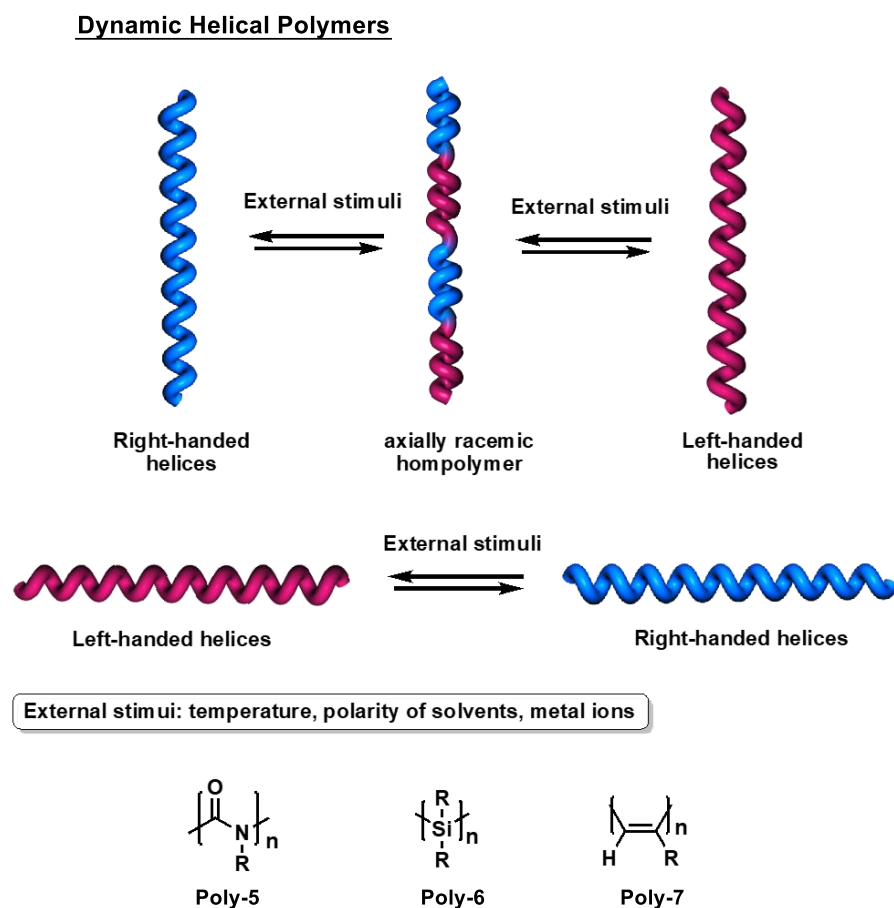 Dynamic Helical Polymers
External stimuli
External stimuli
Right-handed
helices
axially racemic
hompolymer
Left-handed
helices
External stimuli
Left-handed helices
Right-handed helices
External stimui: temperature, polarity of solvents, metal ions
O
N
R
n
R
Si
R
n
H
R
n
Poly-5
Poly-6
Poly-7